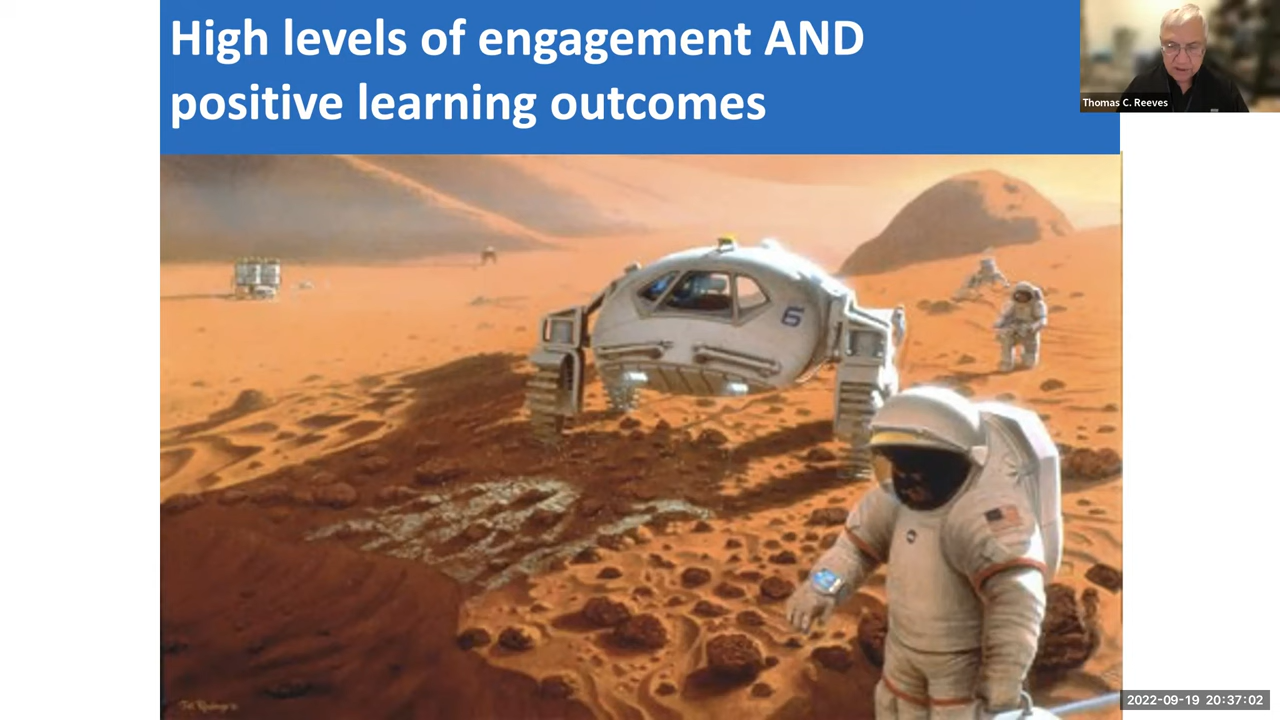 High levels of engagement AND
positive learning outcomes
Thomas C. Reeves
6
2022-09-19 20:37:02